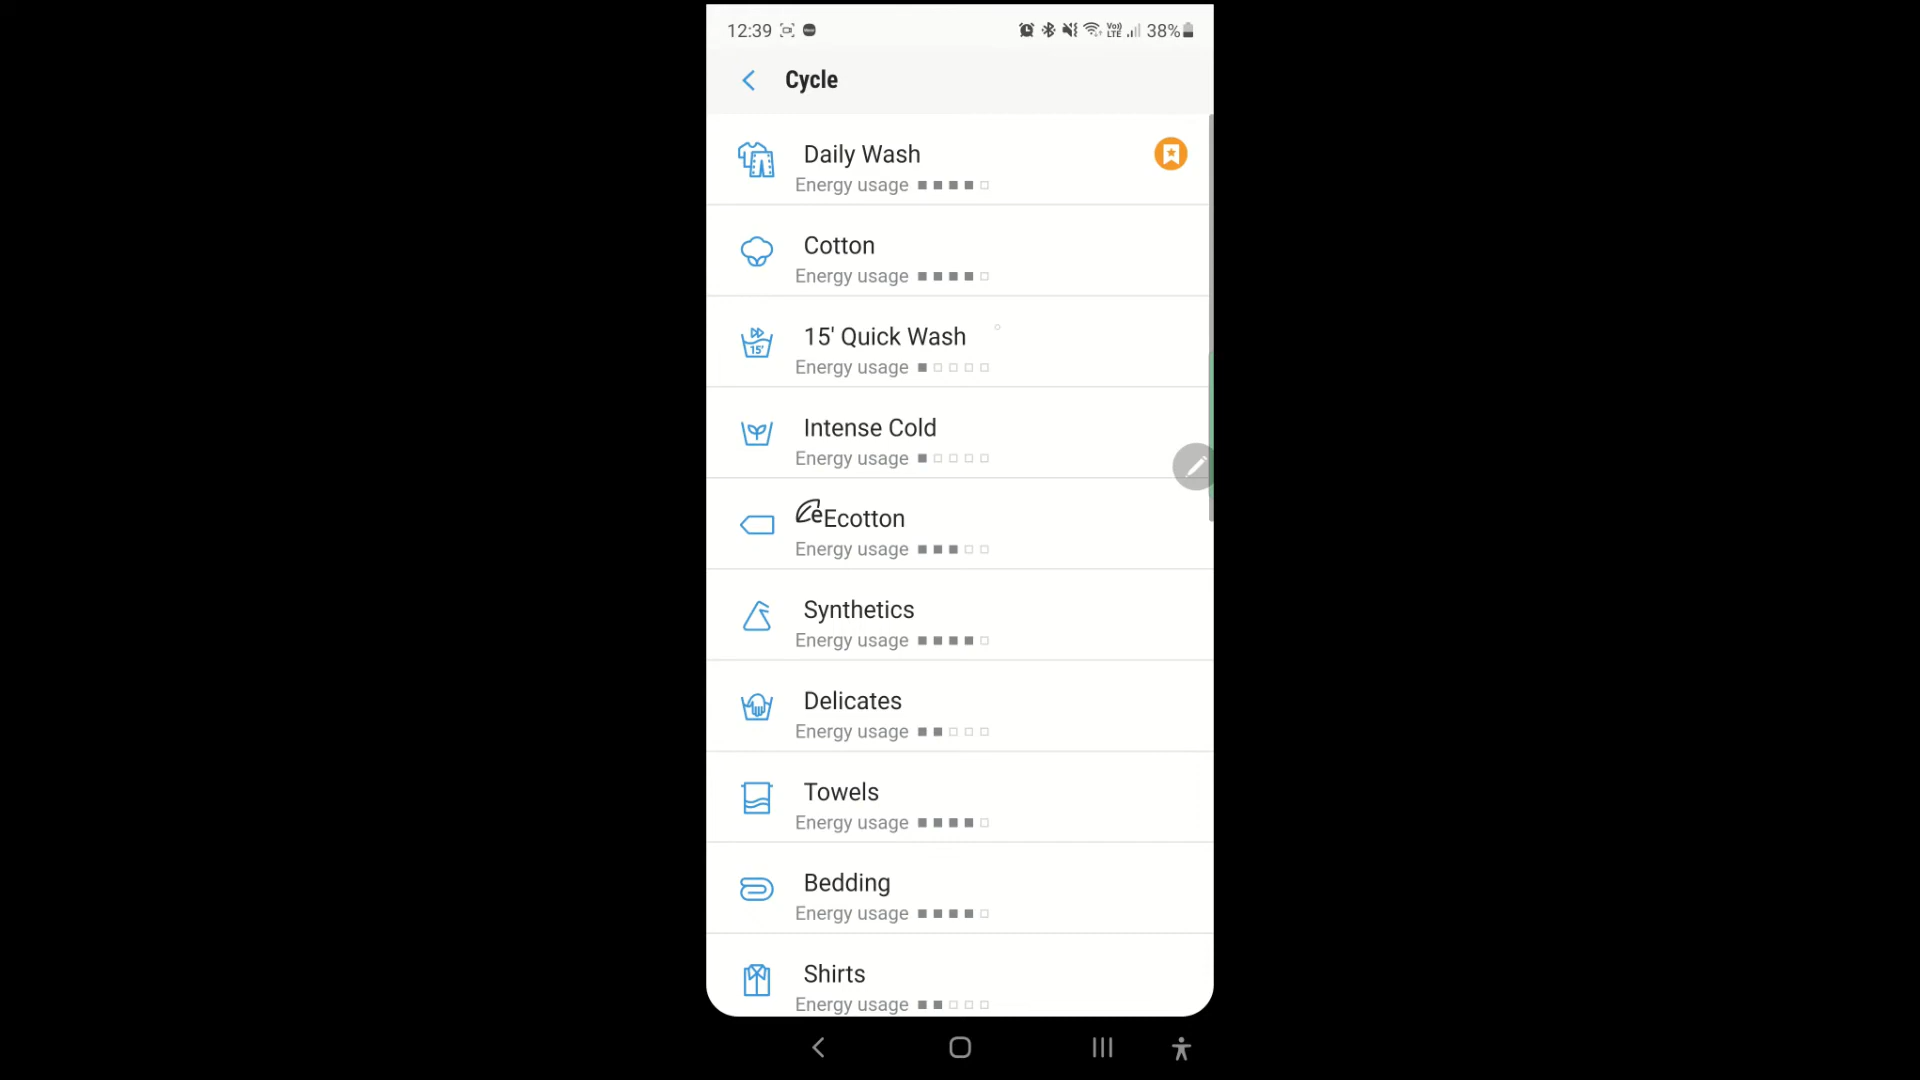 12:39 38%
Cycle
Daily Wash
Energy usage
Cotton
Energy usage
15' Quick Wash
Energy usage
Intense Cold
Energy usage
eEcotton
Energy usage
Synthetics
Energy usage
Delicates
Energy usage
Towels
Energy usage
Bedding
Energy usage
Shirts
Energy usage